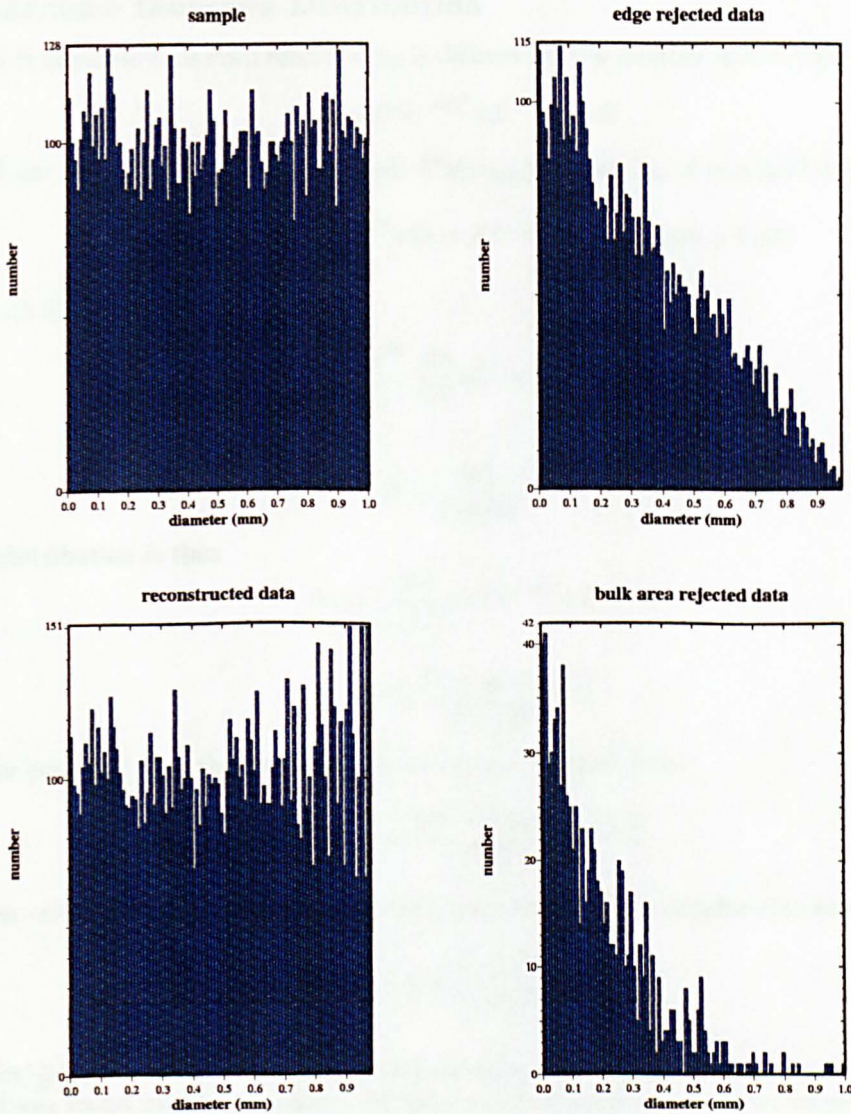 sample
128
100
0
number
0.0 0.1 0.2 0.3 0.4 0.5 0.6 0.7 0.8 0.9 1.0
diameter (mm)
edge rejected data
115
100
50
0
number
0.0 0.1 0.2 0.3 0.4 0.5 0.6 0.7 0.8 0.9
diameter (mm)
reconstructed data
151
100
0
number
0.0 0.1 0.2 0.3 0.4 0.5 0.6 0.7 0.8 0.9
diameter (mm)
bulk area rejected data
42
40
30
20
10
0
number
0.0 0.1 0.2 0.3 0.4 0.5 0.6 0.7 0.8 0.9 1.0
diameter (mm)